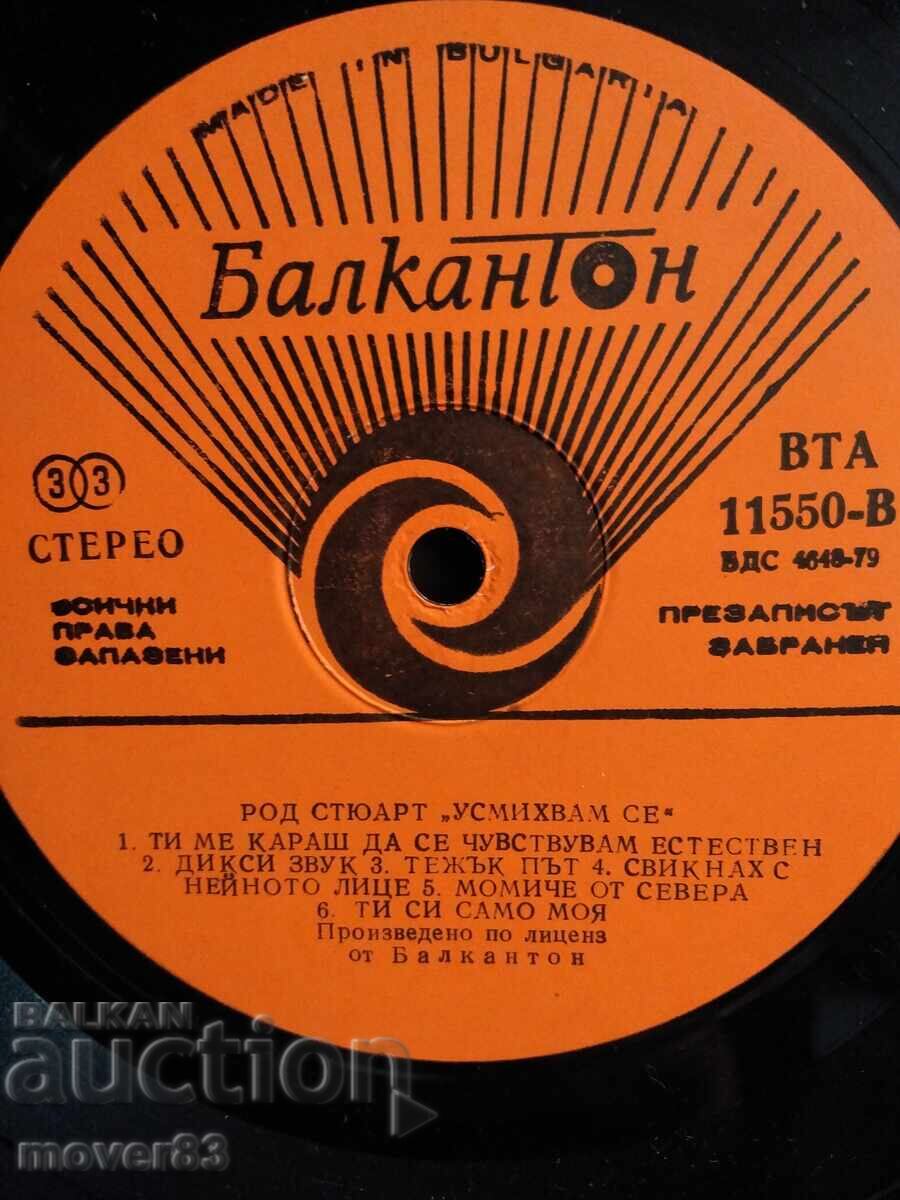 MADE IN BULGARIA
Балкантон
33
СТЕРЕО
ВТА
11550-В
БДС 4648-79
ВСИЧКИ
ПРАВА
ЗАПАЗЕНИ
ПРЕЗАПИСЪТ
ЗАБРАНЕН
РОД СТЮАРТ „УСМИХВАМ СЕ“
1. ТИ МЕ КАРАШ ДА СЕ ЧУВСТВУВАМ ЕСТЕСТВЕН
2. ДИКСИ ЗВУК 3. ТЕЖЪК ПЪТ 4. СВИКНАХ С
НЕЙНОТО ЛИЦЕ 5. МОМИЧЕ ОТ СЕВЕРА
6. ТИ СИ САМО МОЯ
Произведено по лиценз
от Балкантон
BALKAN
auction
mover83